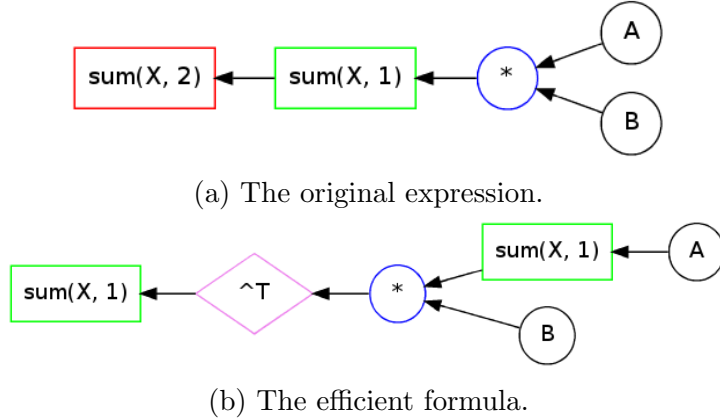 A
sum(X, 2)
sum(X, 1)
*
B
(a) The original expression.
sum(X, 1)
A
sum(X, 1)
^T
*
B
(b) The efficient formula.